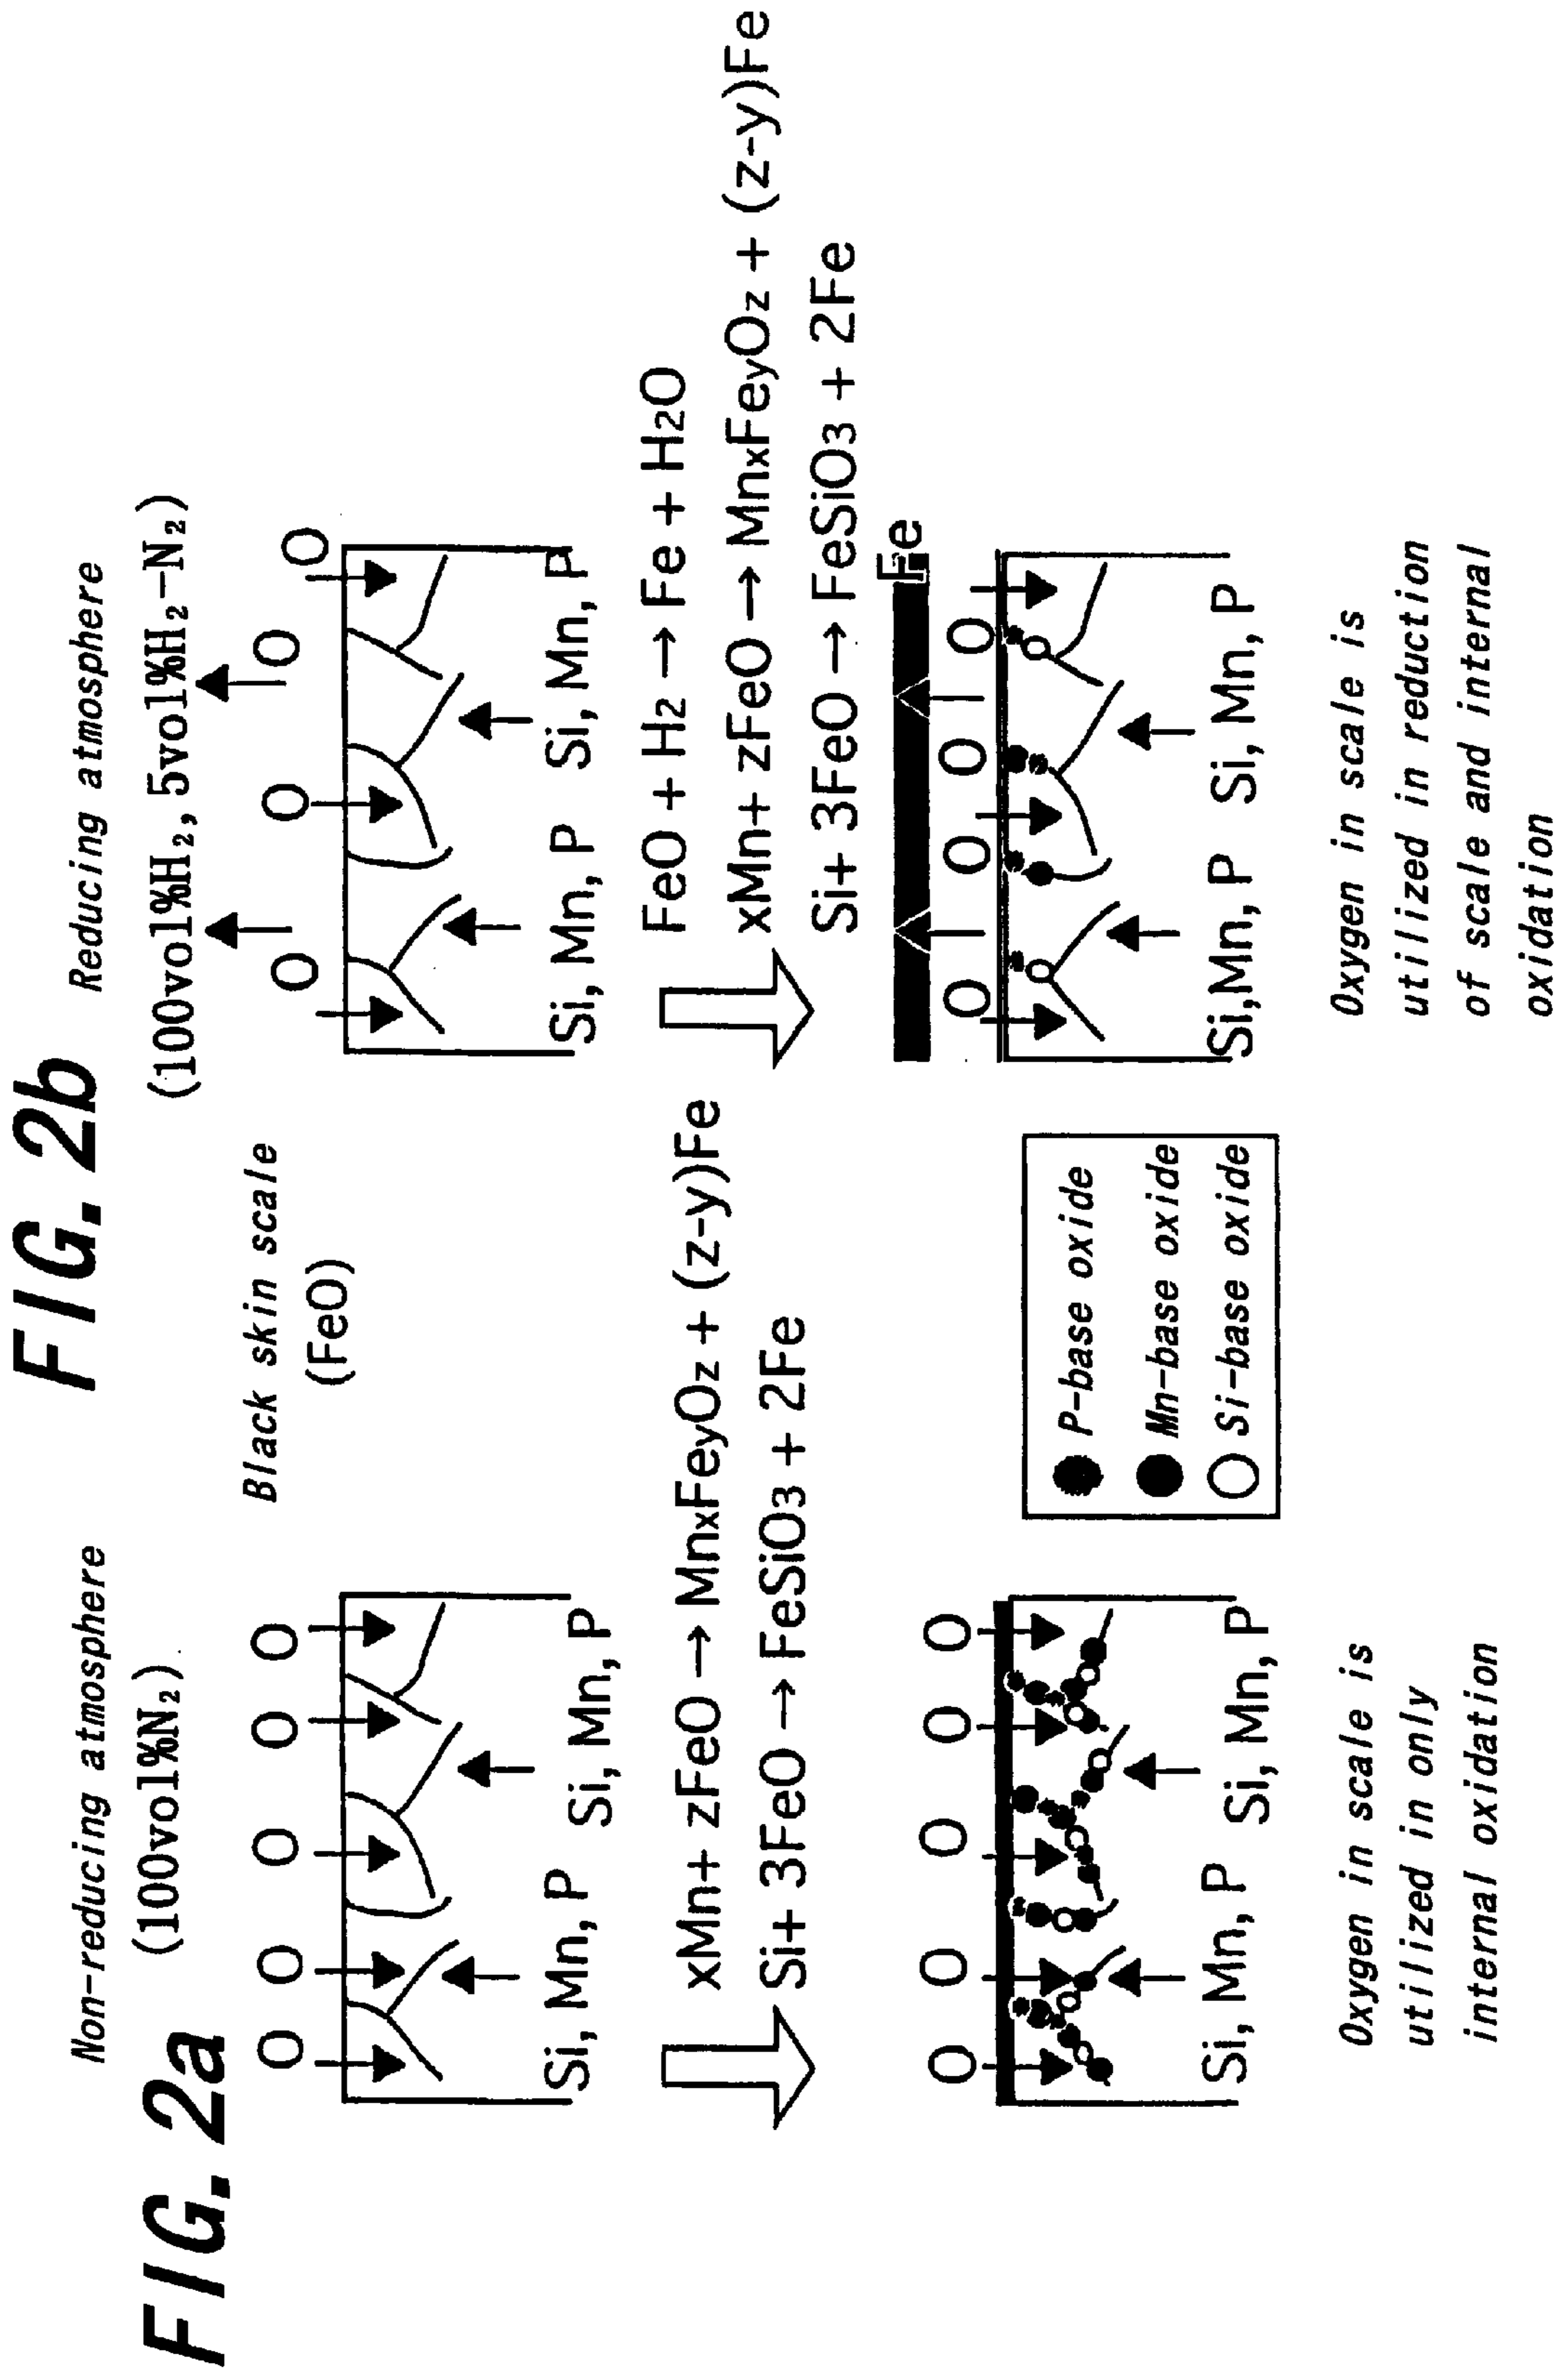 FIG. 2a
Non-reducing atmosphere
(100vol%N₂)
O O O O O
Si, Mn, P Si, Mn, P
xMn+ zFeO → MnxFeyOz + (z-y)Fe
Si+ 3FeO → FeSiO3 + 2Fe
O O O O O
Si, Mn, P Si, Mn, P
Oxygen in scale is
utilized in only
internal oxidation
Black skin scale
(FeO)
P-base oxide
Mn-base oxide
Si-base oxide
FIG. 2b
Reducing atmosphere
(100vol%H₂, 5vol%H₂-N₂)
O O O O
Si, Mn, P Si, Mn, P
FeO + H2 → Fe + H2O
xMn+ zFeO → MnxFeyOz + (z-y)Fe
Si+ 3FeO → FeSiO3 + 2Fe
Fe
O O O O
Si,Mn, P Si, Mn, P
Oxygen in scale is
utilized in reduction
of scale and internal
oxidation